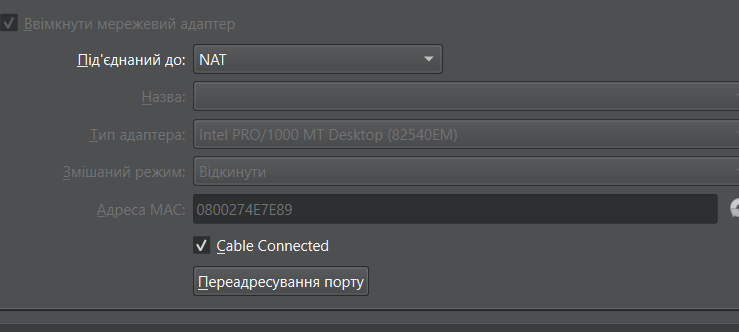 Ввімкнути мережевий адаптер
Під'єднаний до: NAT
Назва:
Тип адаптера: Intel PRO/1000 MT Desktop (82540EM)
Змішаний режим: Відкинути
Адреса MAC: 0800274E7E89
Cable Connected
Переадресування порту